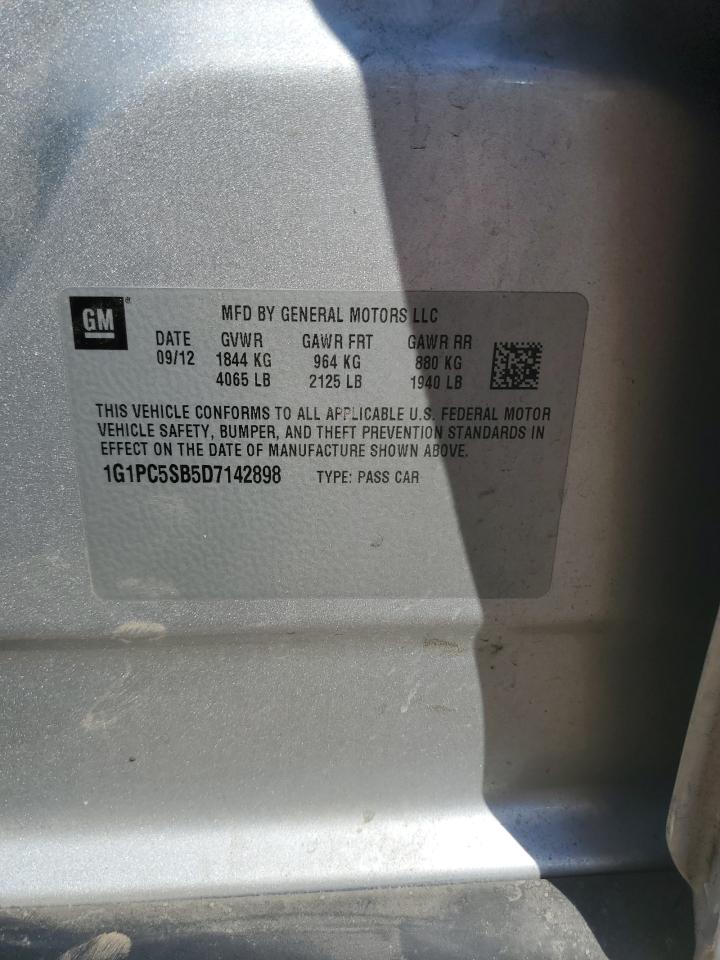 GM ®
MFD BY GENERAL MOTORS LLC
DATE GVWR GAWR FRT GAWR RR
09/12 1844 KG 964 KG 880 KG
4065 LB 2125 LB 1940 LB
THIS VEHICLE CONFORMS TO ALL APPLICABLE U.S. FEDERAL MOTOR
VEHICLE SAFETY, BUMPER, AND THEFT PREVENTION STANDARDS IN
EFFECT ON THE DATE OF MANUFACTURE SHOWN ABOVE.
1G1PC5SB5D7142898 TYPE: PASS CAR